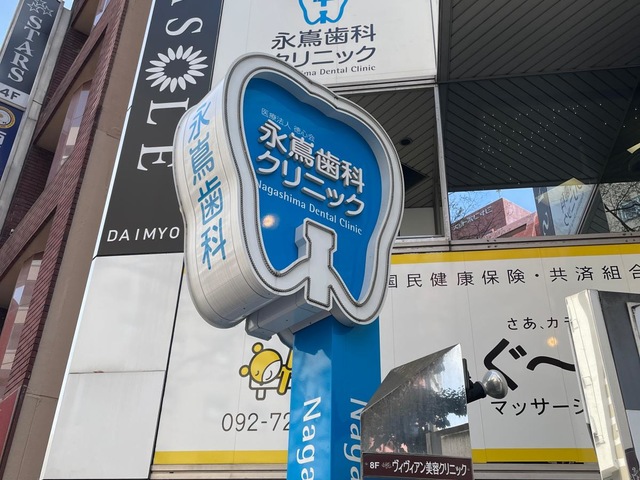 STARS
4F
ASOLE
DAIMYO
永嶌歯科
クリニック
Dental Clinic
医療法人 徳心会
永嶌歯科
クリニック
Nagashima Dental Clinic
永嶌歯科
国民健康保険・共済組合
さあ、カラ
ぐ〜
マッサージ
092-72
Naga
Naga
8F
ヴィヴィアン美容クリニック